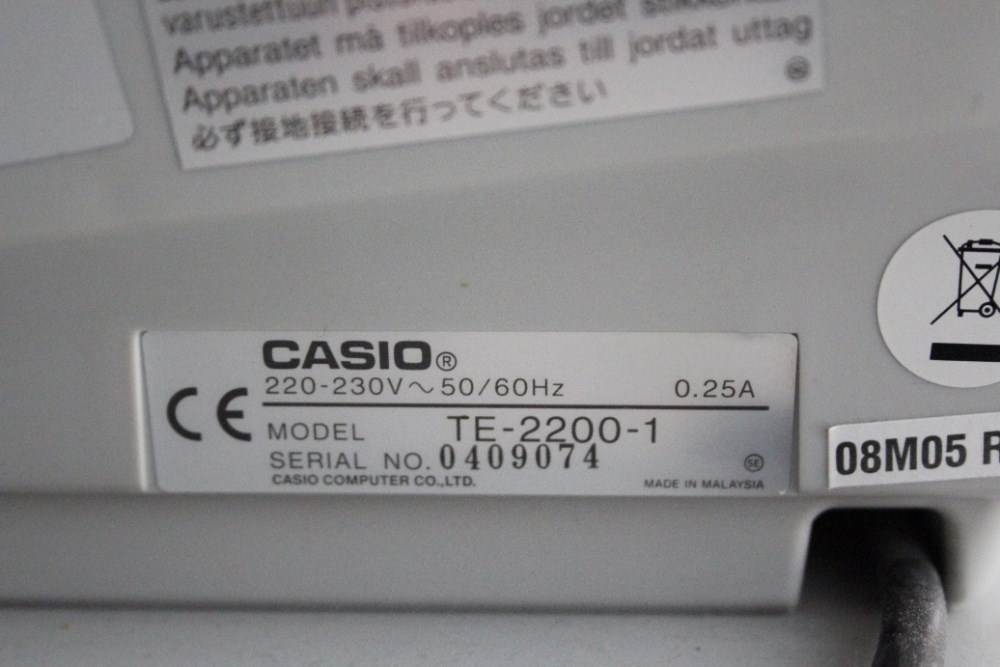 varustettuun
Apparatet må tilkoples jordet stikkontakt
Apparaten skall anslutas till jordat uttag
必ず接地接続を行ってください
CASIO®
220-230V～50/60Hz 0.25A
CE
MODEL TE-2200-1
SERIAL NO. 0409074
SE
CASIO COMPUTER CO.,LTD. MADE IN MALAYSIA
08M05 R